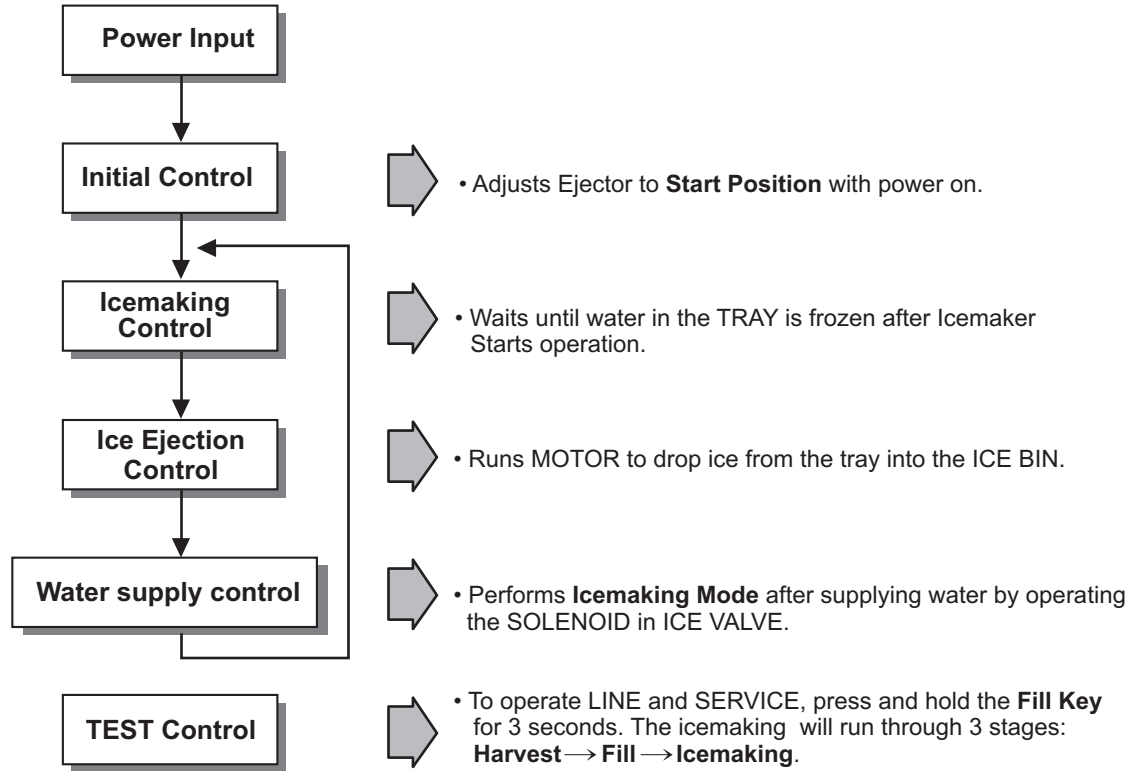 Power Input
Initial Control
• Adjusts Ejector to Start Position with power on.
Icemaking
Control
• Waits until water in the TRAY is frozen after Icemaker
Starts operation.
Ice Ejection
Control
• Runs MOTOR to drop ice from the tray into the ICE BIN.
Water supply control
• Performs Icemaking Mode after supplying water by operating
the SOLENOID in ICE VALVE.
TEST Control
• To operate LINE and SERVICE, press and hold the Fill Key
for 3 seconds. The icemaking will run through 3 stages:
Harvest → Fill → Icemaking.